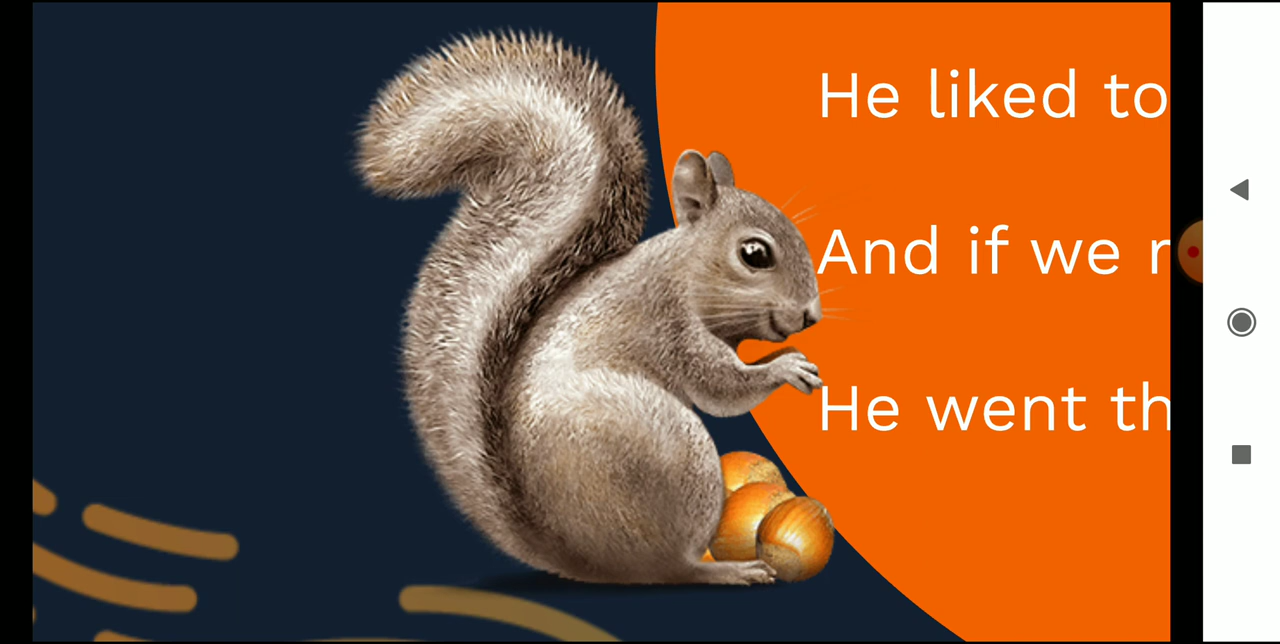 He liked to
And if we
He went th